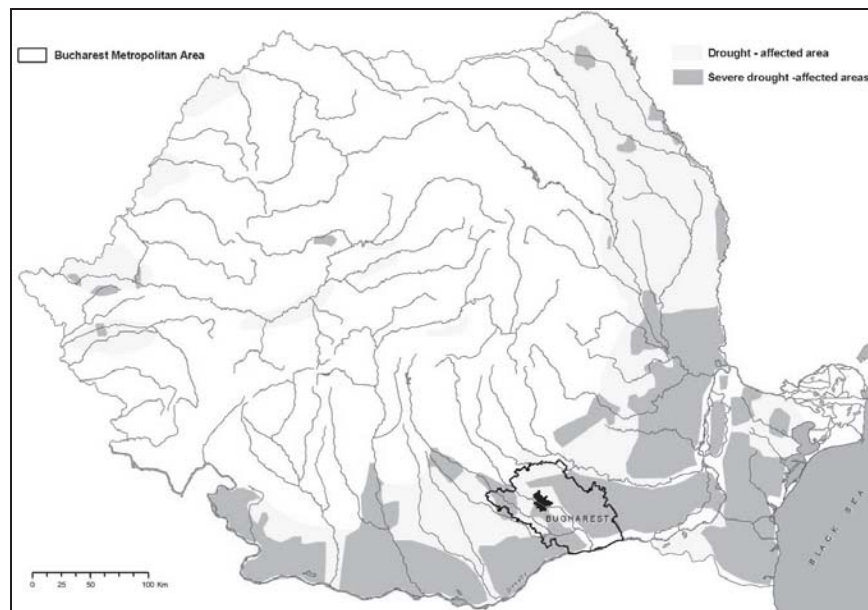 Bucharest Metropolitan Area
Drought - affected area
Severe drought -affected areas
BUCHAREST
BLACK SEA
0 25 50 100 Km